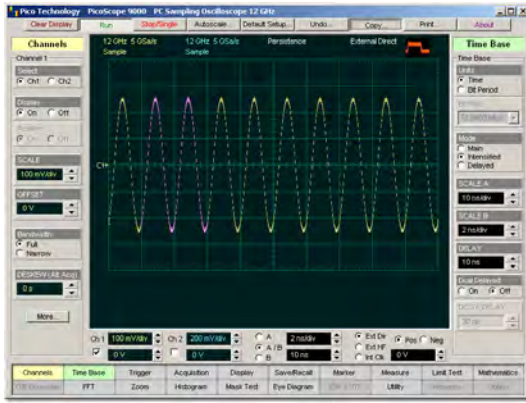 Pico Technology PicoScope 9000 PC Sampling Oscilloscope 12 GHz
Clear Display Run Stop/Single Autoscale Default Setup... Undo... Copy... Print... About
Channels
Channel 1
Select
Ch1 Ch2
Display
On Off
On Off
SCALE
100 mV/div
OFFSET
0 V
Bandwidth
Full
Narrow
DESKEW (All Acq)
0 s
More...
12 GHz 5 GSa/s 12 GHz 5 GSa/s Persistence External Direct
Sample Sample
C1
Time Base
Time Base
Units
Time
Bit Period
Mode
Main
Intensified
Delayed
SCALE A
10 ns/div
SCALE B
2 ns/div
DELAY
10 ns
Dual Delayed
On Off
Ch 1 100 mV/div Ch 2 200 mV/div A 2 ns/div Ext Dir Pos Neg
0 V 0 V A / B 10 ns Ext HF 0 V
B Int Clk
Channels Time Base Trigger Acquisition Display Save/Recall Marker Measure Limit Test Mathematics
FFT Zoom Histogram Mask Test Eye Diagram Utility